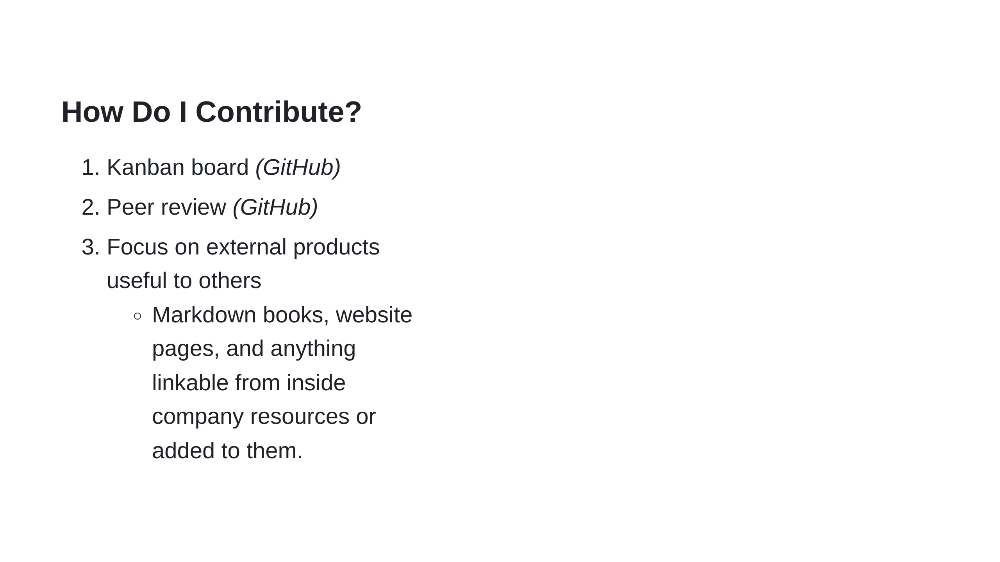 How Do I Contribute?
1. Kanban board (GitHub)
2. Peer review (GitHub)
3. Focus on external products
useful to others
◦ Markdown books, website
pages, and anything
linkable from inside
company resources or
added to them.